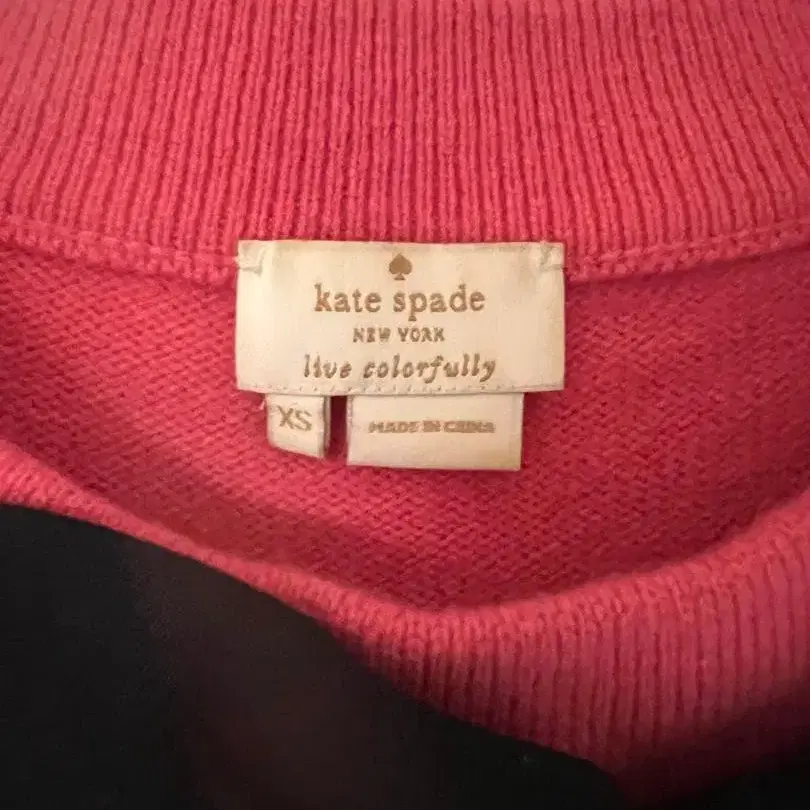 kate spade
NEW YORK
live colorfully
XS
MADE IN CHINA